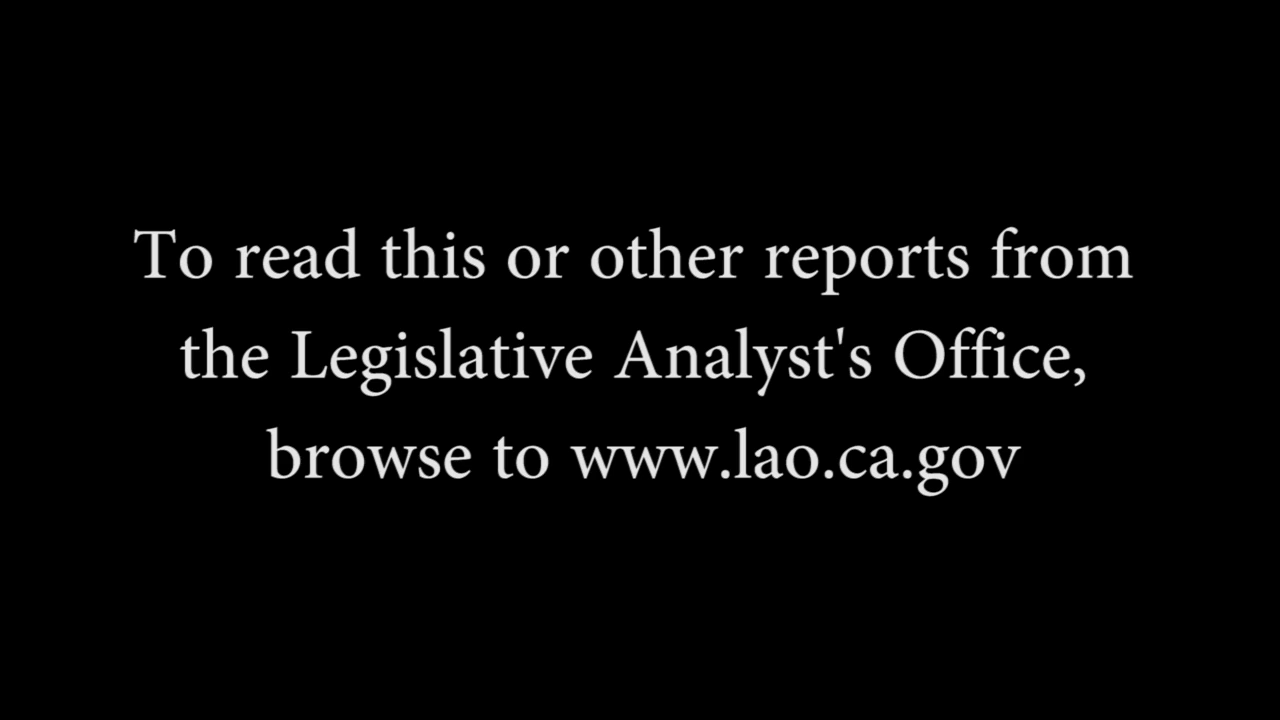 To read this or other reports from
the Legislative Analyst's Office,
browse to www.lao.ca.gov